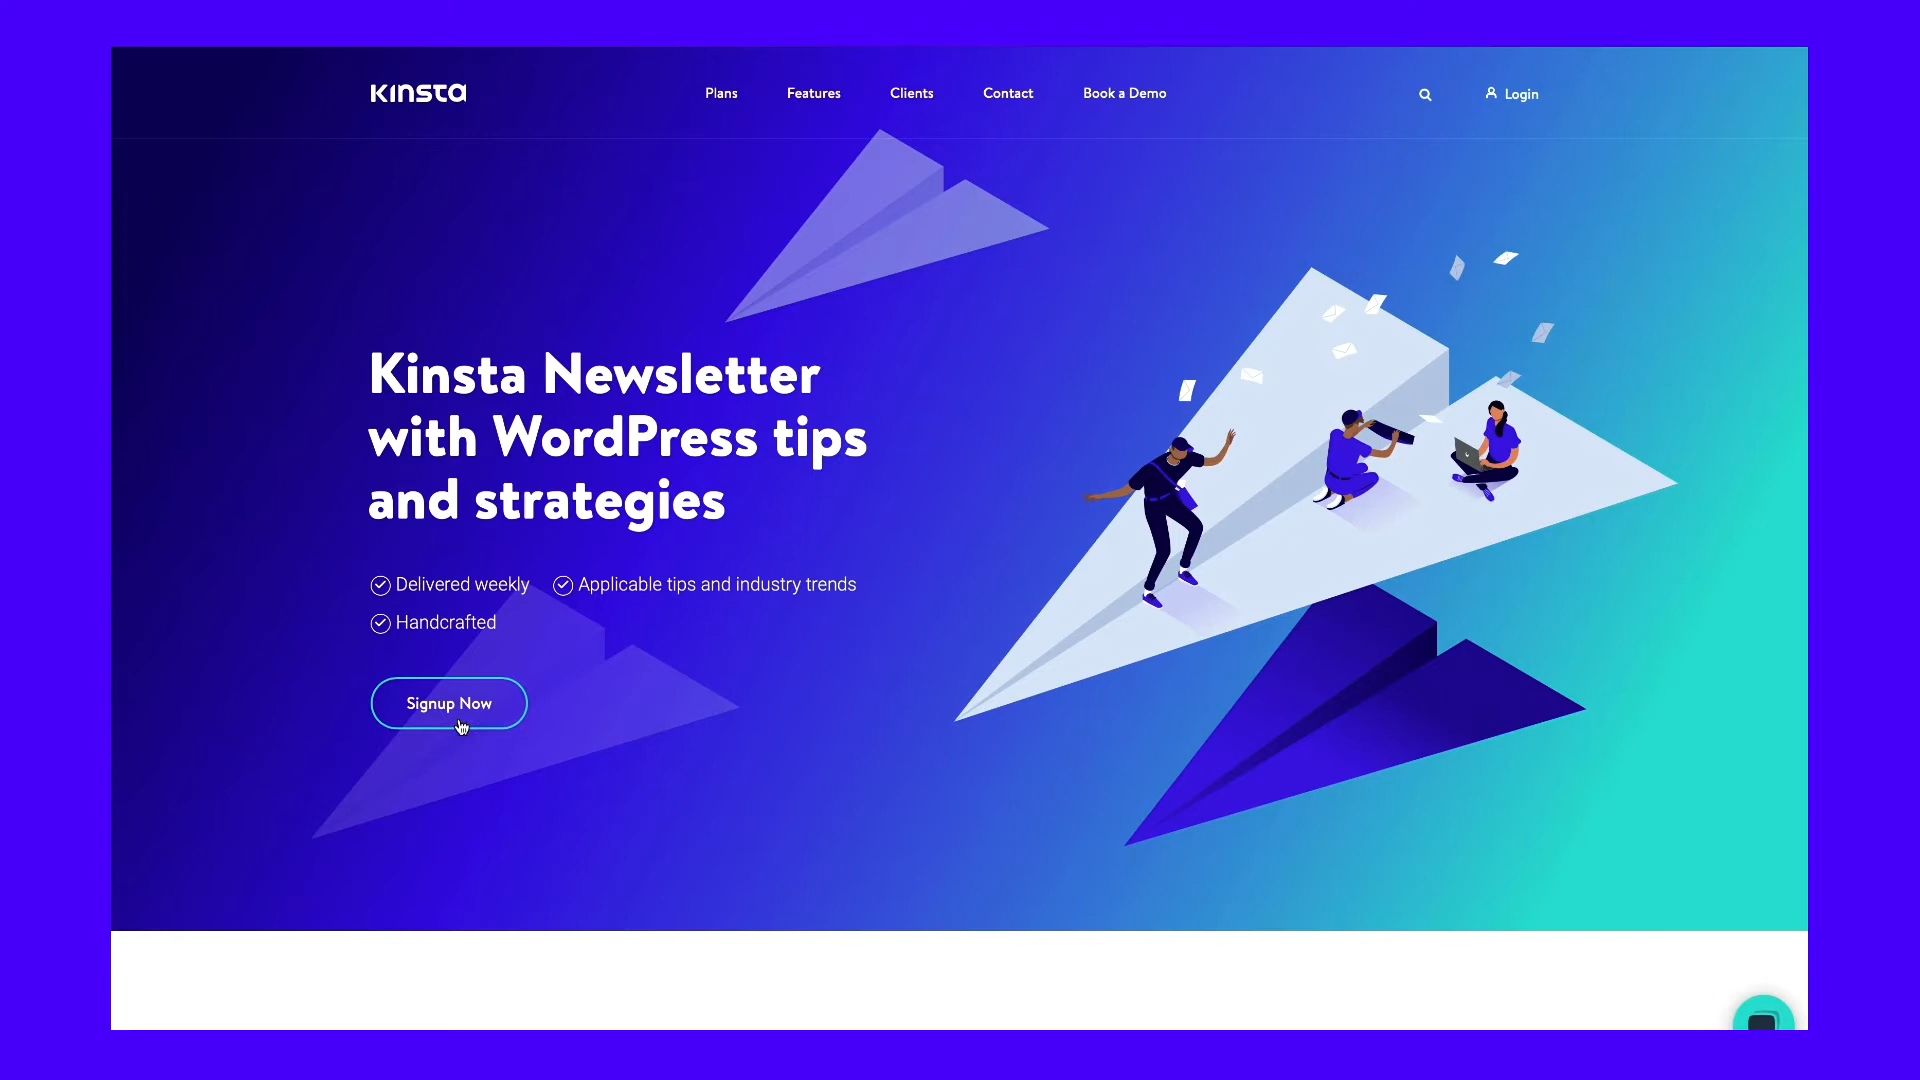 Kinsta
Plans Features Clients Contact Book a Demo Login
Kinsta Newsletter
with WordPress tips
and strategies
Delivered weekly Applicable tips and industry trends
Handcrafted
Signup Now